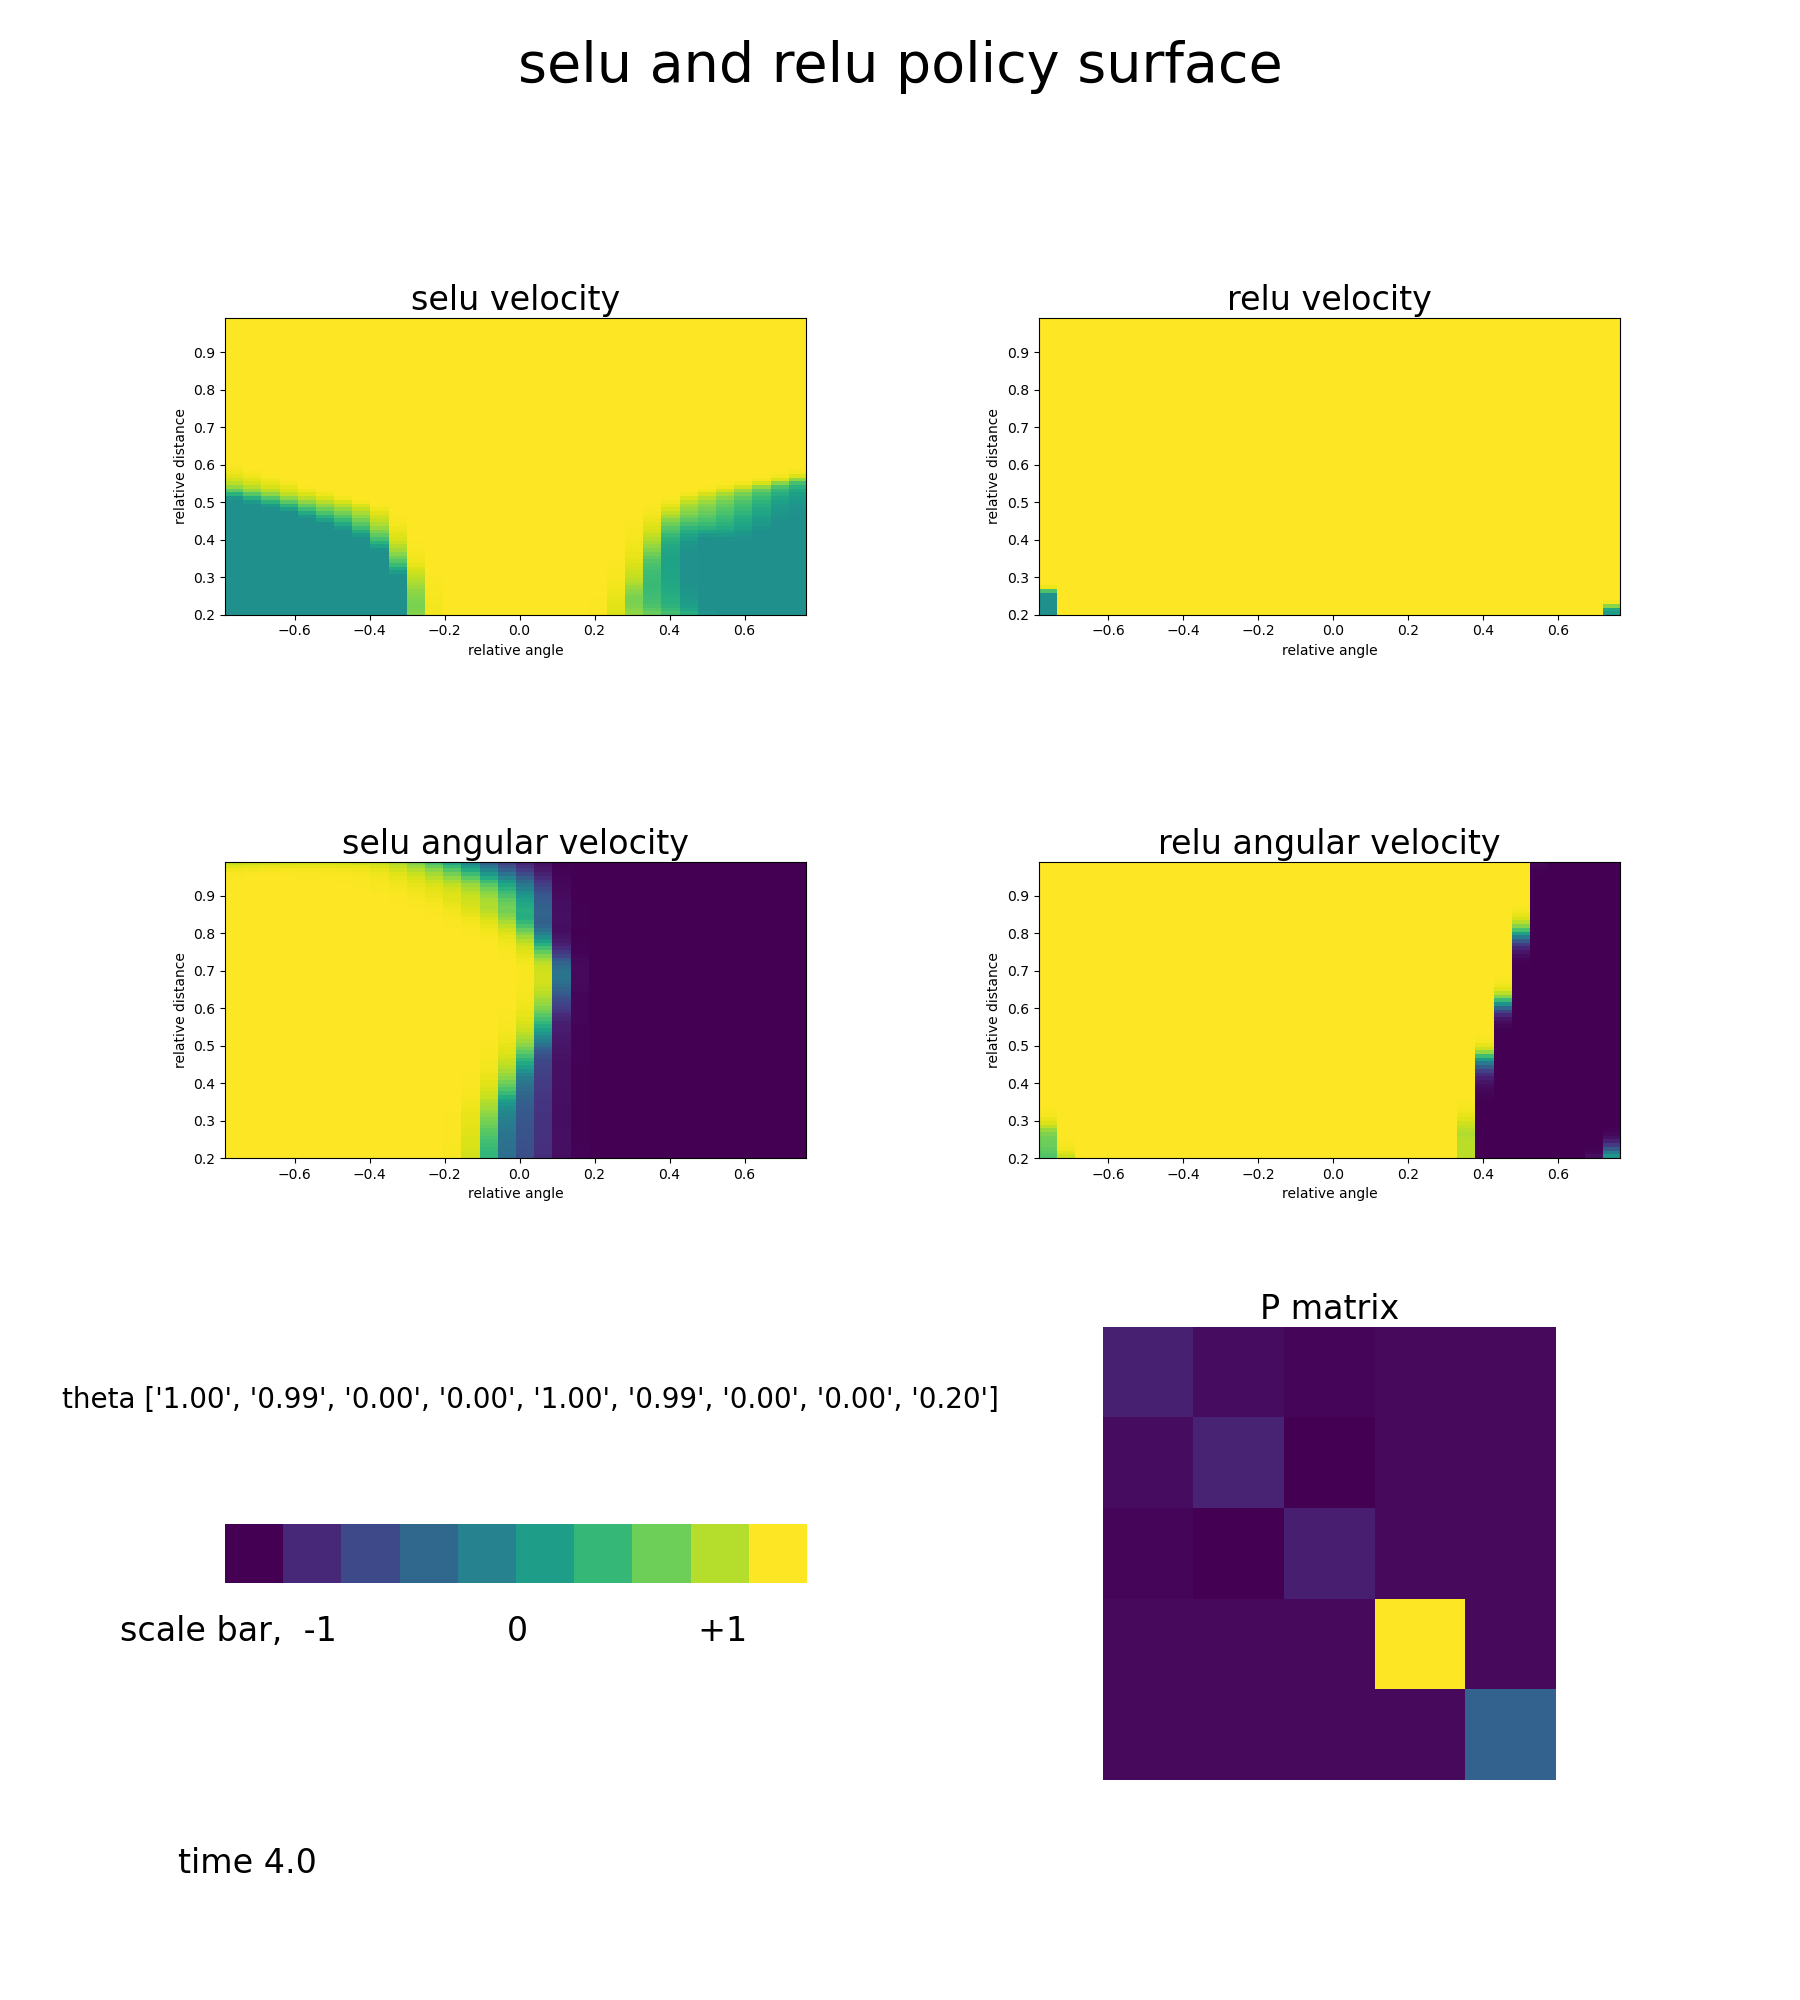 selu and relu policy surface
selu velocity
relative distance
0.9
0.8
0.7
0.6
0.5
0.4
0.3
0.2
−0.6 −0.4 −0.2 0.0 0.2 0.4 0.6
relative angle
relu velocity
relative distance
0.9
0.8
0.7
0.6
0.5
0.4
0.3
0.2
−0.6 −0.4 −0.2 0.0 0.2 0.4 0.6
relative angle
selu angular velocity
relative distance
0.9
0.8
0.7
0.6
0.5
0.4
0.3
0.2
−0.6 −0.4 −0.2 0.0 0.2 0.4 0.6
relative angle
relu angular velocity
relative distance
0.9
0.8
0.7
0.6
0.5
0.4
0.3
0.2
−0.6 −0.4 −0.2 0.0 0.2 0.4 0.6
relative angle
theta ['1.00', '0.99', '0.00', '0.00', '1.00', '0.99', '0.00', '0.00', '0.20']
P matrix
scale bar, -1 0 +1
time 4.0